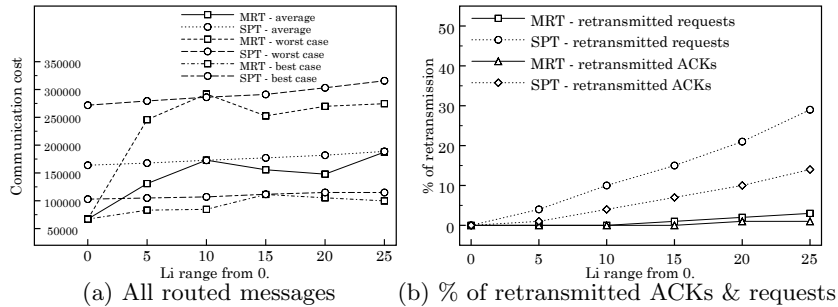 MRT - average
SPT - average
MRT - worst case
SPT - worst case
MRT - best case
SPT - best case
Communication cost
350000
300000
250000
200000
150000
100000
50000
0 5 10 15 20 25
Li range from 0.
(a) All routed messages
MRT - retransmitted requests
SPT - retransmitted requests
MRT - retransmitted ACKs
SPT - retransmitted ACKs
% of retransmission
50
40
30
20
10
0
0 5 10 15 20 25
Li range from 0.
(b) % of retransmitted ACKs & requests